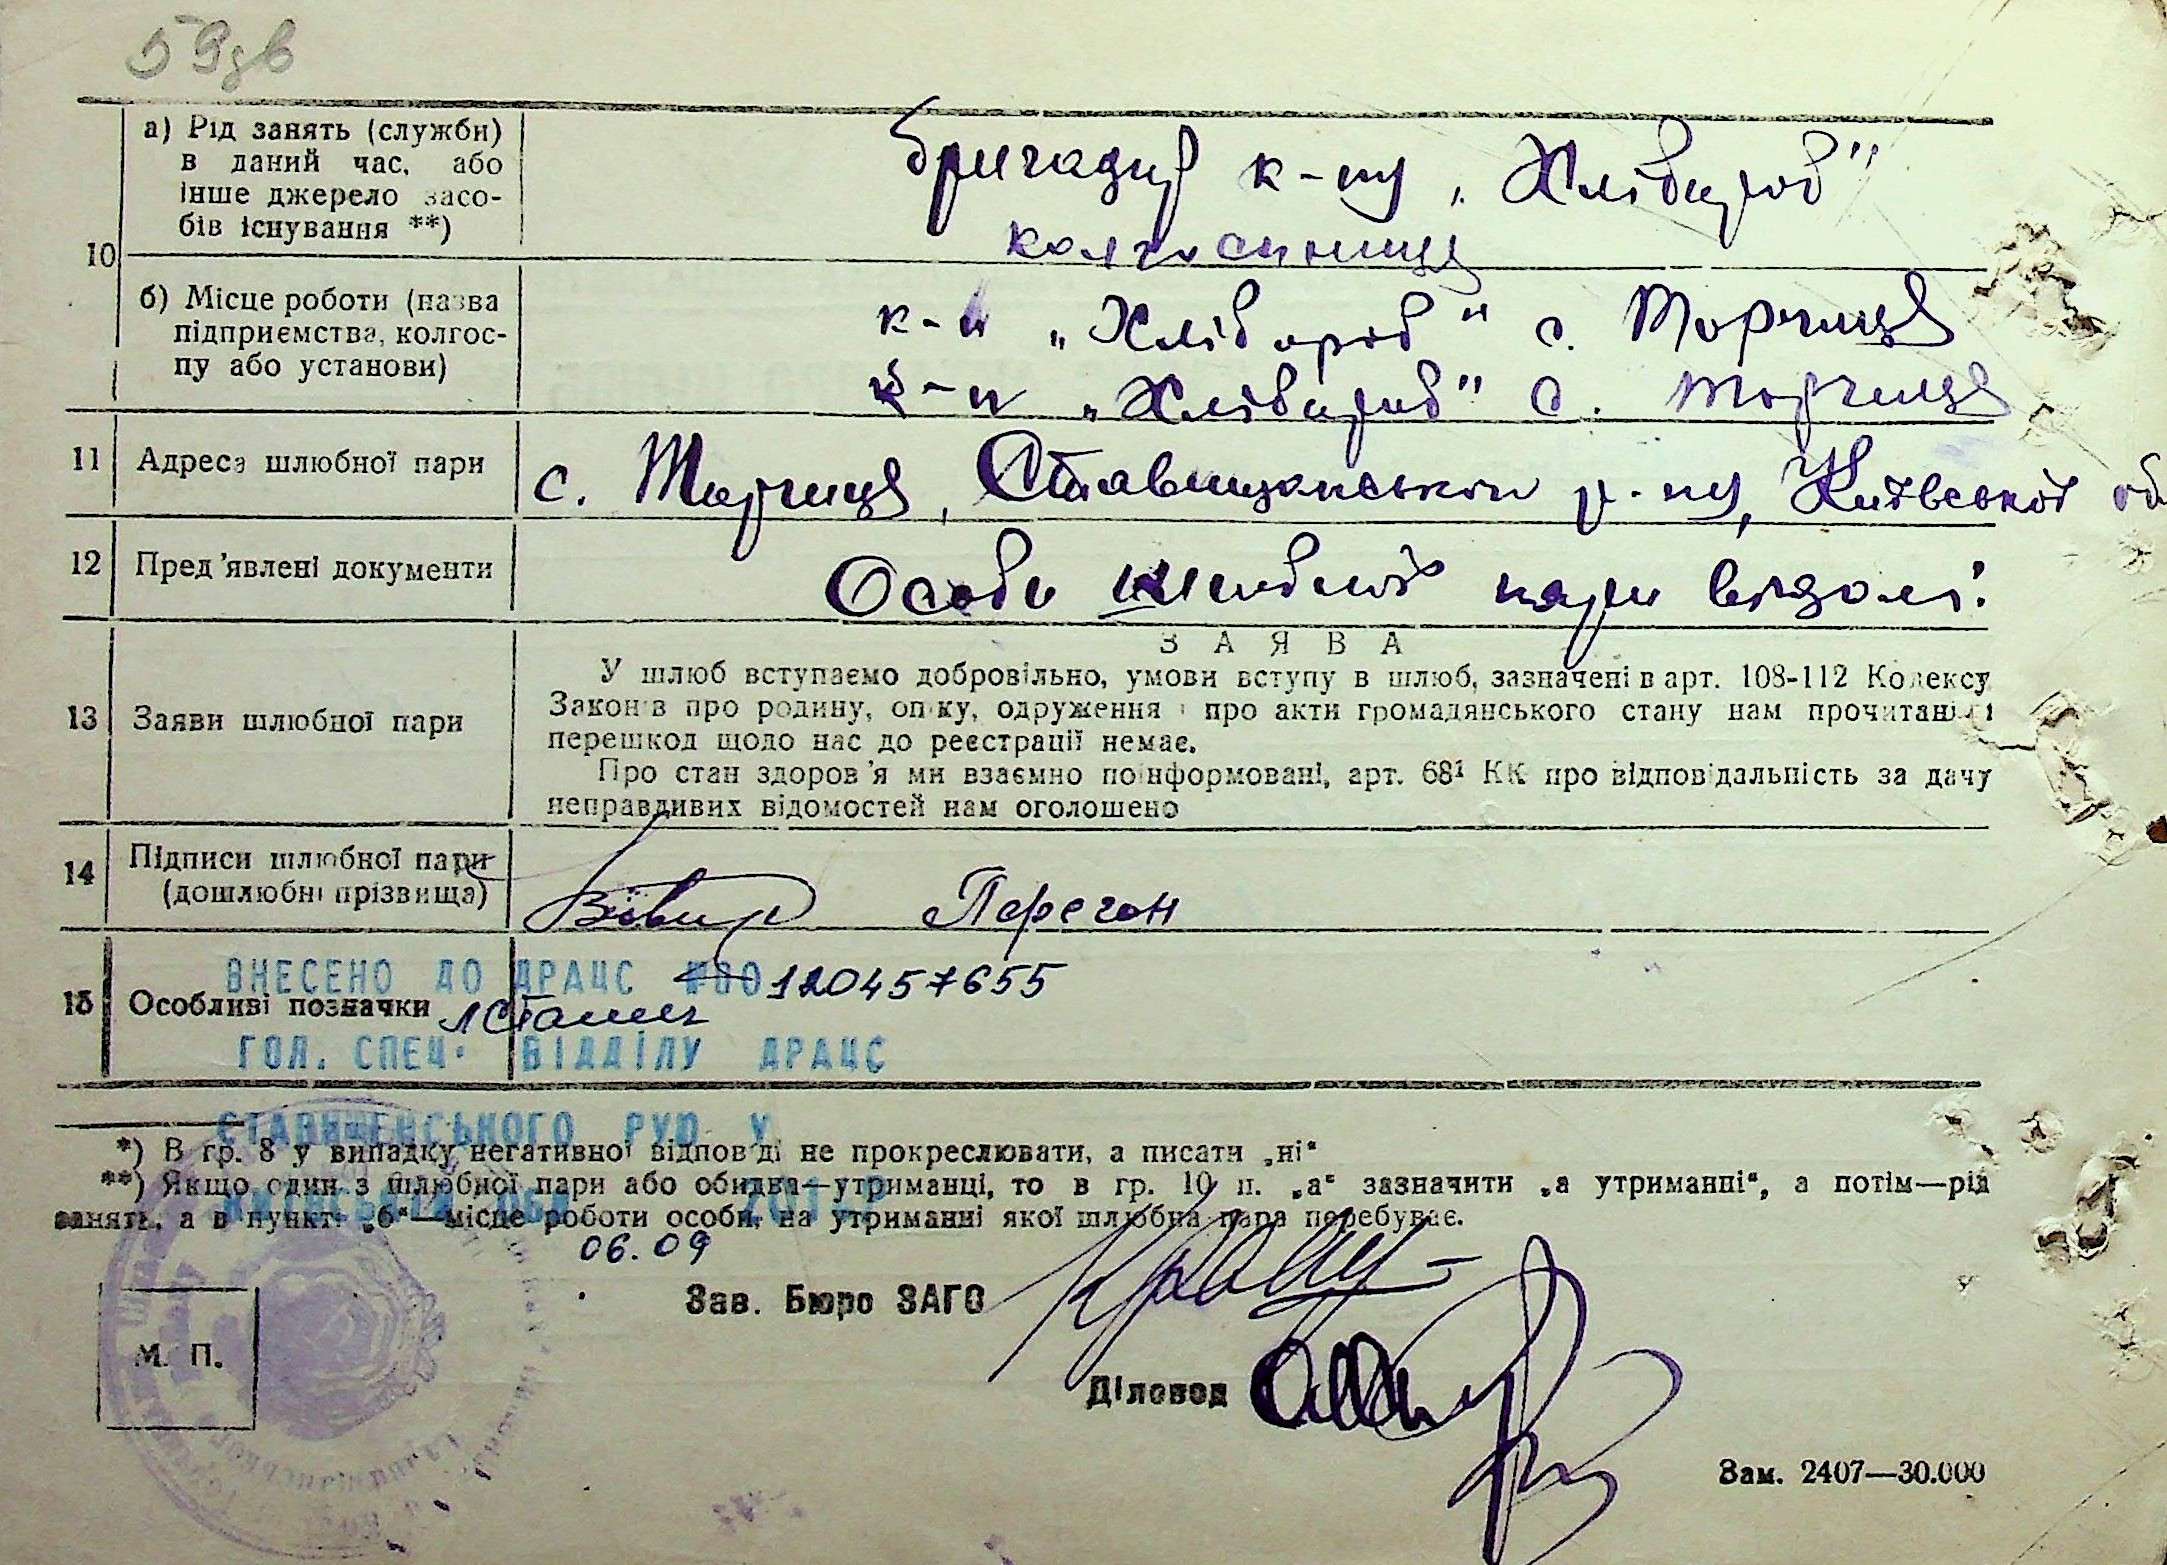 59зв
а) Рід занять (служби)
в даний час, або
інше джерело засо-
бів існування **)
Бригадир к-пу „Хлібороб"
колгоспниця
10
б) Місце роботи (назва
підприємства, колгос-
пу або установи)
к-п „Хлібороб" с. Торчиця
к-п „Хлібороб" с. Торчиця
11 Адреса шлюбної пари с. Торчиця, Ставищанського р-ну, Київської об
12 Пред'явлені документи Особи шлюбної пари відомі.
13 Заяви шлюбної пари
ЗАЯВА
У шлюб вступаємо добровільно, умови вступу в шлюб, зазначені в арт. 108-112 Кодексу
Законів про родину, опіку, одруження і про акти громадянського стану нам прочитані і
перешкод щодо нас до реєстрації немає.
Про стан здоров'я ми взаємно поінформовані, арт. 68¹ КК про відповідальність за дачу
неправдивих відомостей нам оголошено
14 Підписи шлюбної пари
(дошлюбні прізвища)
Перегон
ВНЕСЕНО ДО ДРАЦС №00120457655
15 Особливі позначки
ГОЛ. СПЕЦ. ВІДДІЛУ ДРАЦС
СТАВИЩЕНСЬКОГО РУЮ У
*) В гр. 8 у випадку негативної відповіді не прокреслювати, а писати „ні"
**) Якщо один з шлюбної пари або обидва—утриманці, то в гр. 10 п. „а" зазначити „а утриманні", а потім—рід
занять, а в пункті „б"—місце роботи особи, на утриманні якої шлюбна пара перебуває.
06.09
Зав. Бюро ЗАГС
М. П.
Діловод
Зам. 2407—30.000